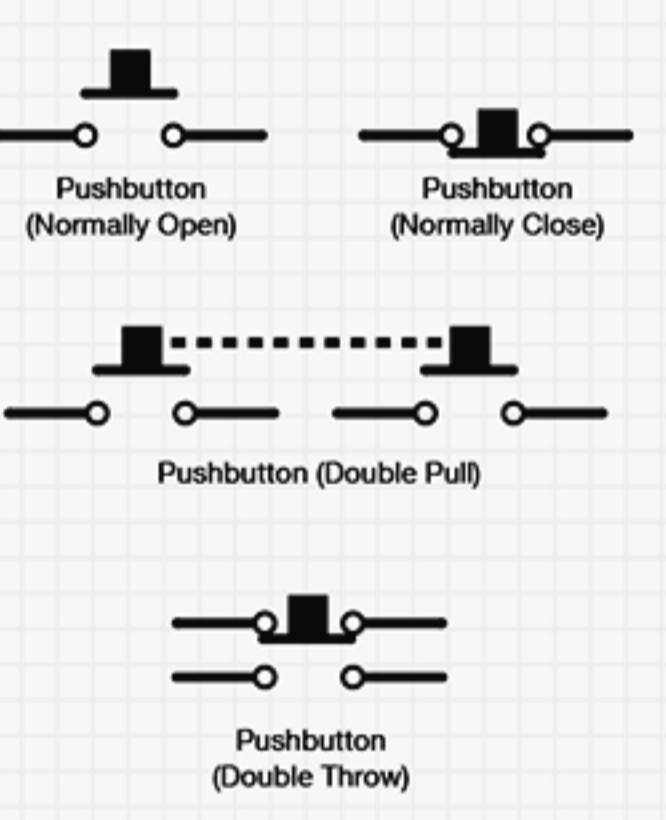 Pushbutton
(Normally Open)
Pushbutton
(Normally Close)
Pushbutton (Double Pull)
Pushbutton
(Double Throw)